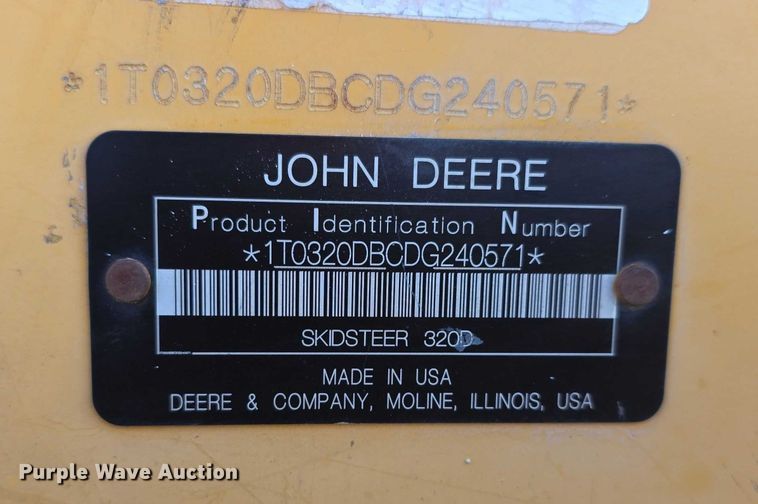 *1T0320DBCDG240571*
JOHN DEERE
Product Identification Number
*1T0320DBCDG240571*
SKIDSTEER 320D
MADE IN USA
DEERE & COMPANY, MOLINE, ILLINOIS, USA
Purple Wave Auction